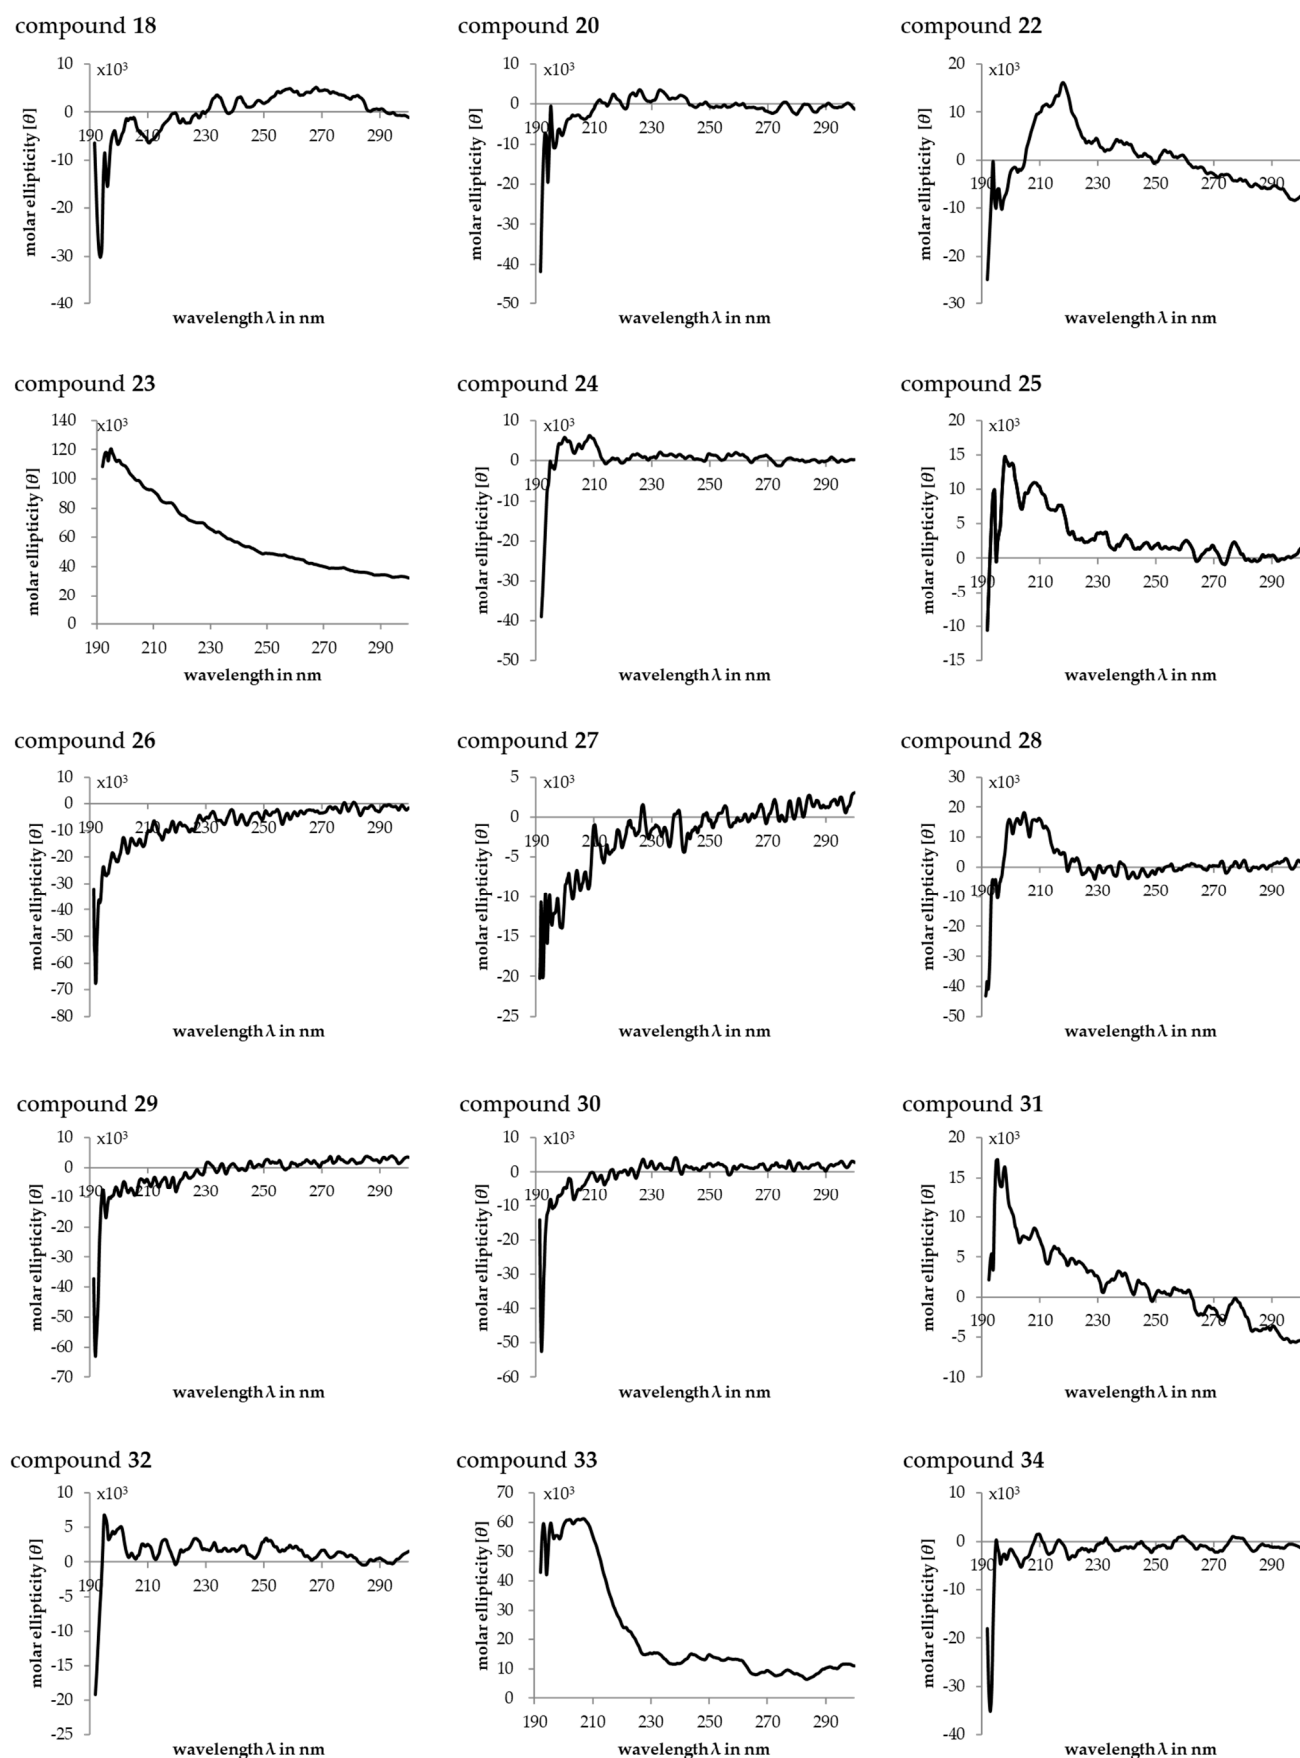 compound 18
10
x10³
0
-10
-20
-30
-40
190 210 230 250 270 290
molar ellipticity [θ]
wavelength λ in nm
compound 20
10
x10³
0
-10
-20
-30
-40
-50
190 210 230 250 270 290
molar ellipticity [θ]
wavelength λ in nm
compound 22
20
x10³
10
0
-10
-20
-30
190 210 230 250 270 290
molar ellipticity [θ]
wavelength λ in nm
compound 23
140
x10³
120
100
80
60
40
20
0
190 210 230 250 270 290
molar ellipticity [θ]
wavelength in nm
compound 24
10
x10³
0
-10
-20
-30
-40
-50
190 210 230 250 270 290
molar ellipticity [θ]
wavelength λ in nm
compound 25
20
x10³
15
10
5
0
-5
-10
-15
190 210 230 250 270 290
molar ellipticity [θ]
wavelength λ in nm
compound 26
10
x10³
0
-10
-20
-30
-40
-50
-60
-70
-80
190 210 230 250 270 290
molar ellipticity [θ]
wavelength λ in nm
compound 27
5
x10³
0
-5
-10
-15
-20
-25
190 210 230 250 270 290
molar ellipticity [θ]
wavelength λ in nm
compound 28
30
x10³
20
10
0
-10
-20
-30
-40
-50
190 210 230 250 270 290
molar ellipticity [θ]
wavelength λ in nm
compound 29
10
x10³
0
-10
-20
-30
-40
-50
-60
-70
190 210 230 250 270 290
molar ellipticity [θ]
wavelength λ in nm
compound 30
10
x10³
0
-10
-20
-30
-40
-50
-60
190 210 230 250 270 290
molar ellipticity [θ]
wavelength λ in nm
compound 31
20
x10³
15
10
5
0
-5
-10
190 210 230 250 270 290
molar ellipticity [θ]
wavelength λ in nm
compound 32
10
x10³
5
0
-5
-10
-15
-20
-25
190 210 230 250 270 290
molar ellipticity [θ]
wavelength λ in nm
compound 33
70
x10³
60
50
40
30
20
10
0
190 210 230 250 270 290
molar ellipticity [θ]
wavelength λ in nm
compound 34
10
x10³
0
-10
-20
-30
-40
190 210 230 250 270 290
molar ellipticity [θ]
wavelength λ in nm